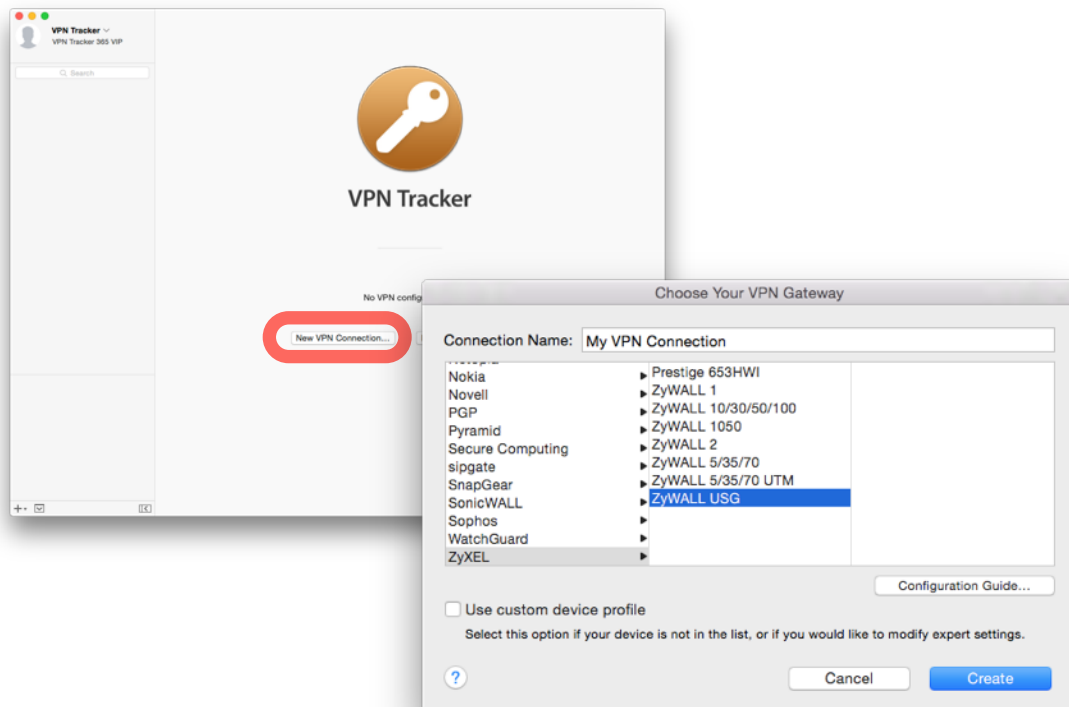 VPN Tracker
VPN Tracker 365 VIP
Search
VPN Tracker
No VPN
New VPN Connection...
Choose Your VPN Gateway
Connection Name: My VPN Connection
Nokia
Novell
PGP
Pyramid
Secure Computing
sipgate
SnapGear
SonicWALL
Sophos
WatchGuard
ZyXEL
Prestige 653HWI
ZyWALL 1
ZyWALL 10/30/50/100
ZyWALL 1050
ZyWALL 2
ZyWALL 5/35/70
ZyWALL 5/35/70 UTM
ZyWALL USG
Configuration Guide...
Use custom device profile
Select this option if your device is not in the list, or if you would like to modify expert settings.
?
Cancel
Create